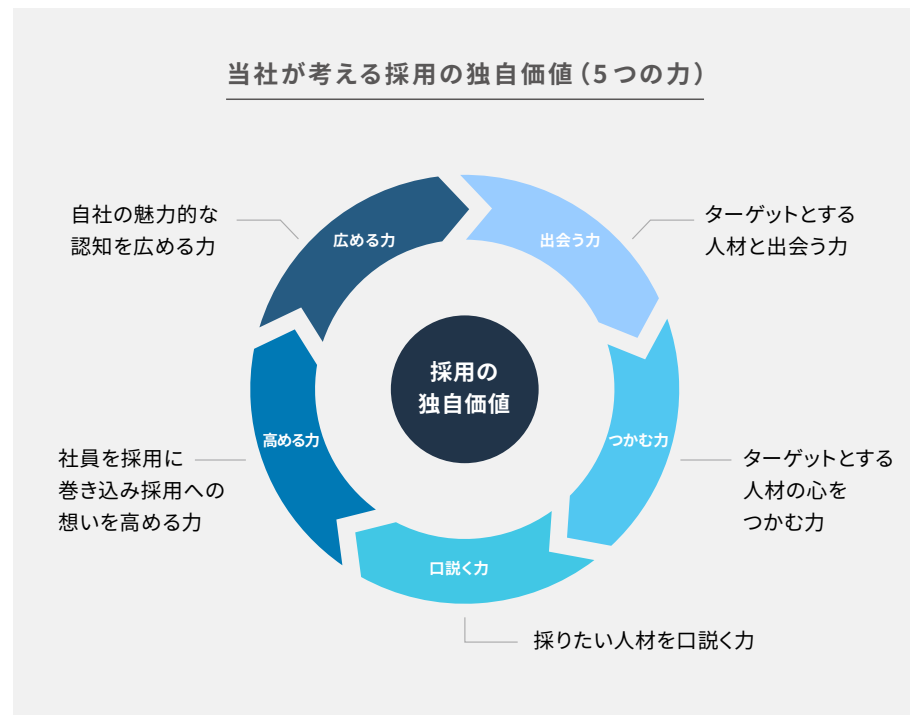 当社が考える採用の独自価値（5つの力）
自社の魅力的な
認知を広める力
広める力
出会う力
ターゲットとする
人材と出会う力
採用の
独自価値
高める力
つかむ力
社員を採用に
巻き込み採用への
想いを高める力
ターゲットとする
人材の心を
つかむ力
口説く力
採りたい人材を口説く力